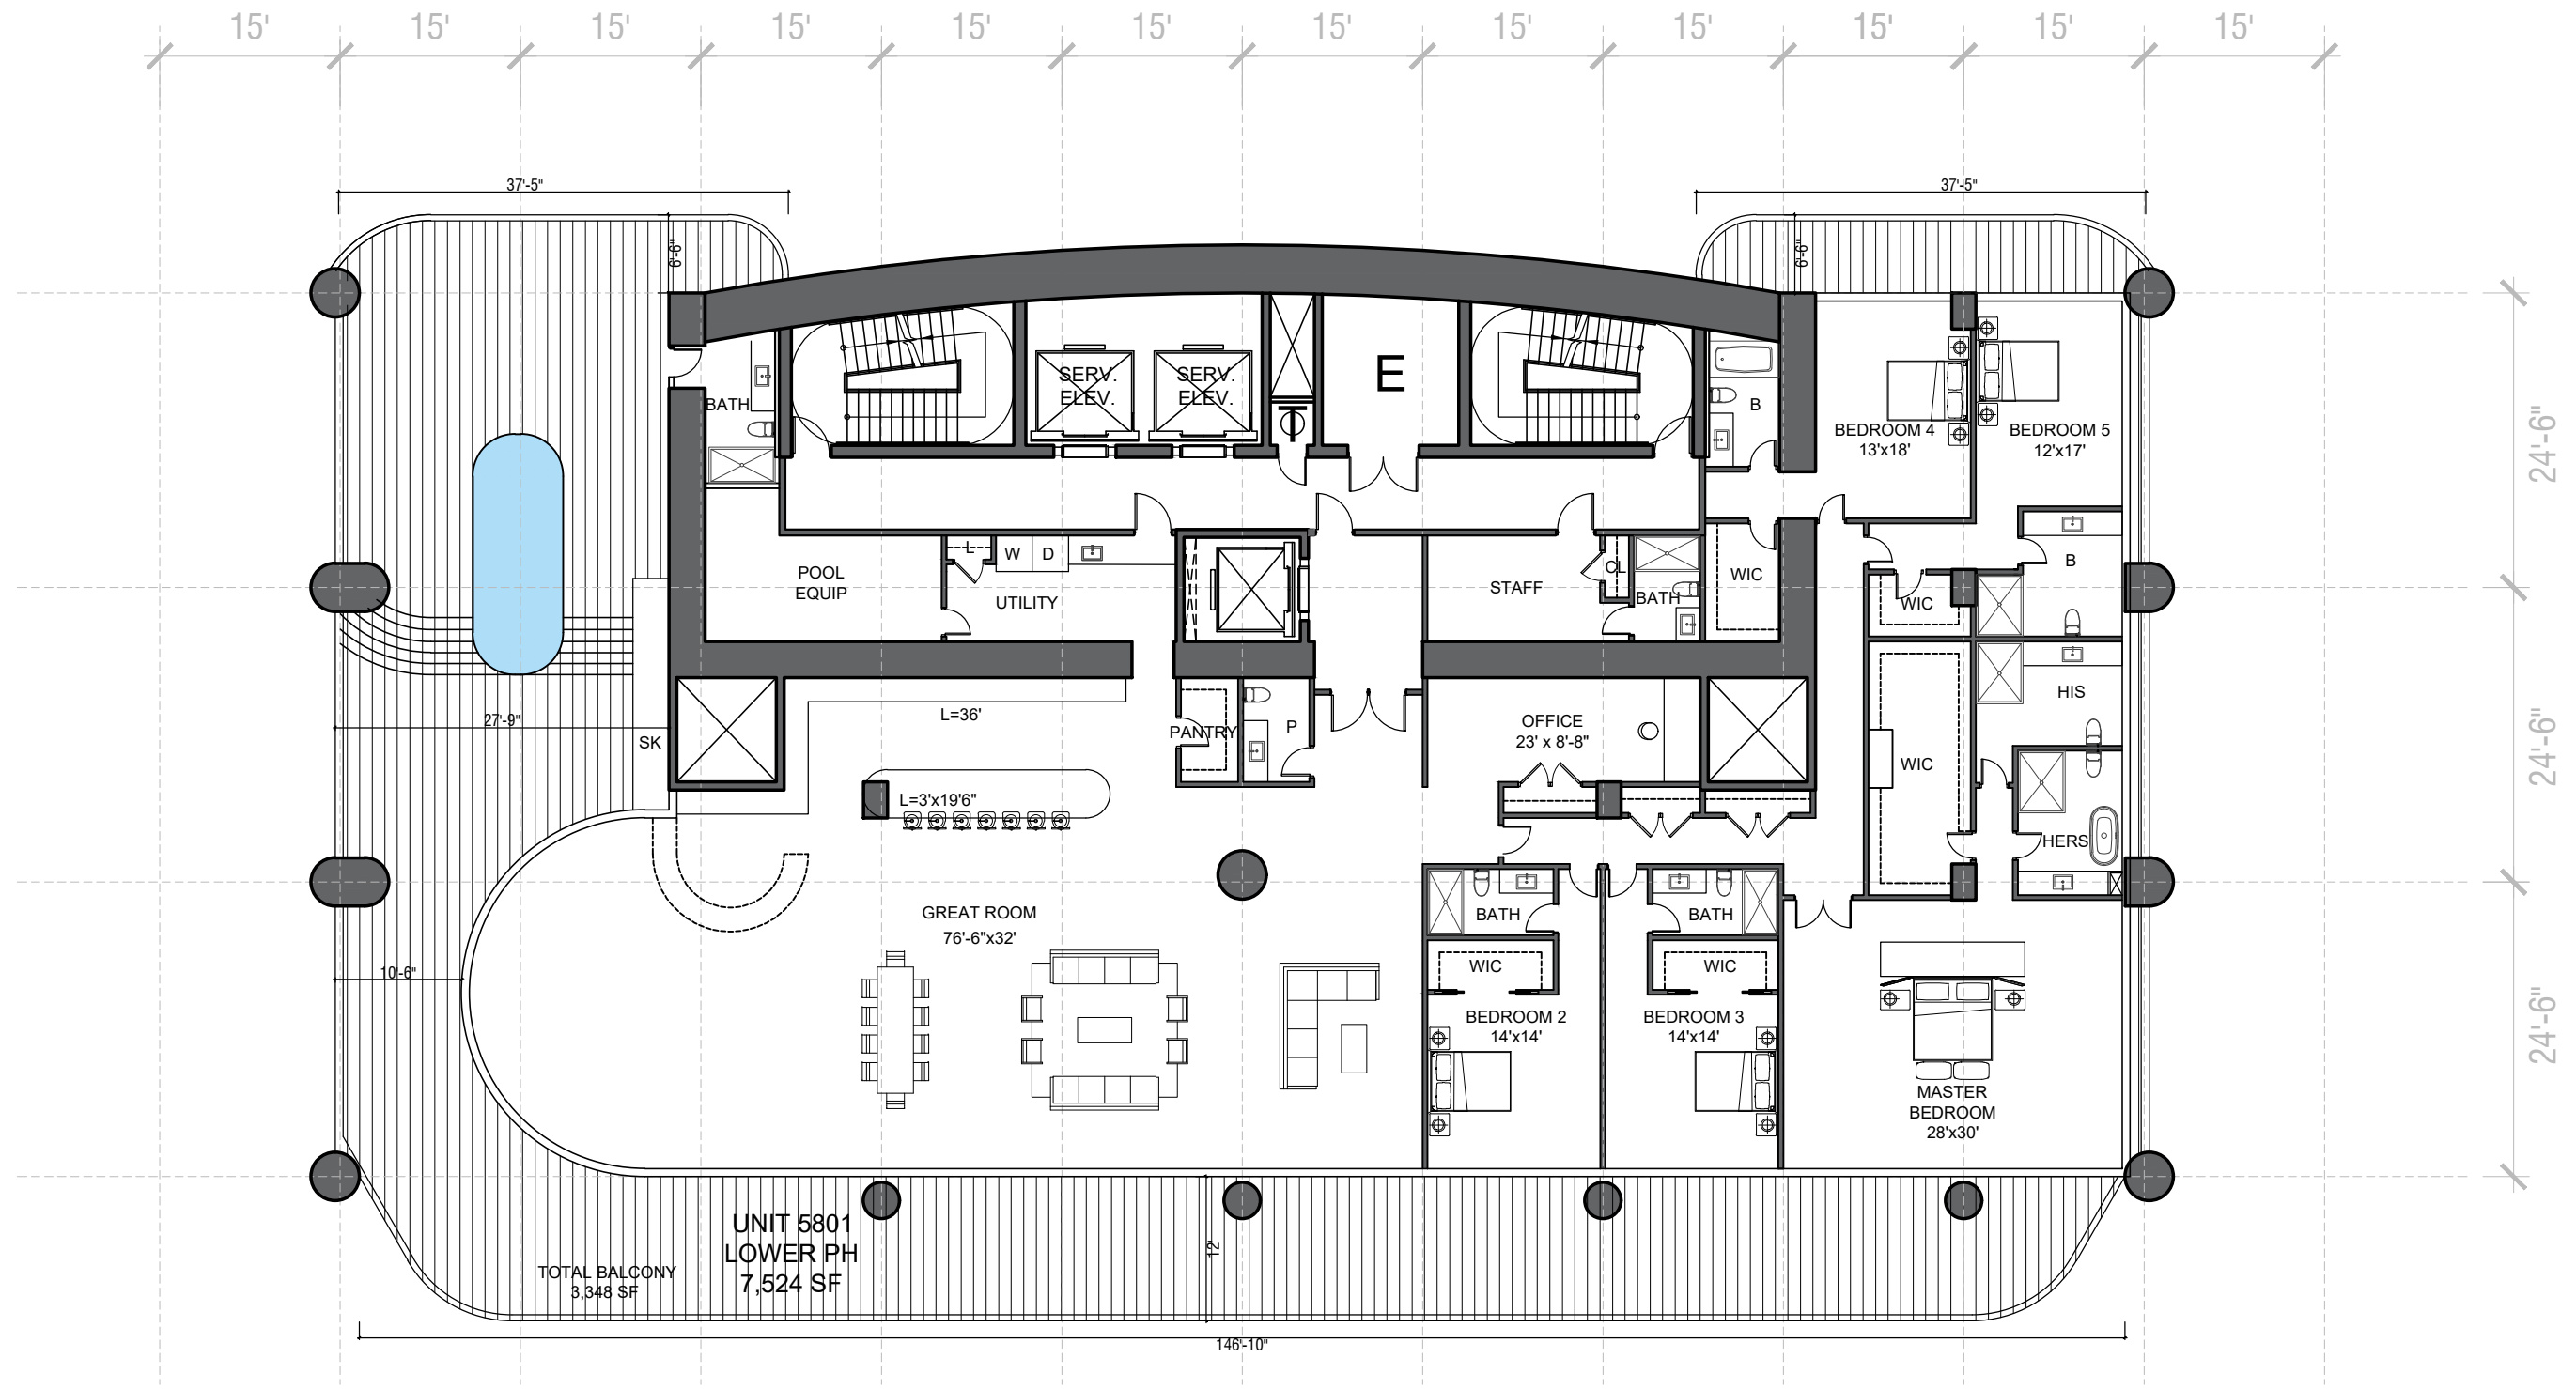 15' 15' 15' 15' 15' 15' 15' 15' 15' 15' 15' 15'
37'-5" 37'-5"
6'-6" 6'-6"
SERV. ELEV.
SERV. ELEV.
E
BATH
B
BEDROOM 4
13'x18'
BEDROOM 5
12'x17'
24'-6"
L
W D
POOL EQUIP
UTILITY
STAFF
CL
BATH
WIC
B
WIC
HIS
27'-9"
SK
L=36'
PANTRY
P
OFFICE
23' x 8'-8"
WIC
24'-6"
L=3'x19'6"
HERS
GREAT ROOM
76'-6"x32'
BATH
BATH
10'-6"
WIC
WIC
BEDROOM 2
14'x14'
BEDROOM 3
14'x14'
24'-6"
MASTER
BEDROOM
28'x30'
UNIT 5801
LOWER PH
7,524 SF
12'
TOTAL BALCONY
3,348 SF
146'-10"